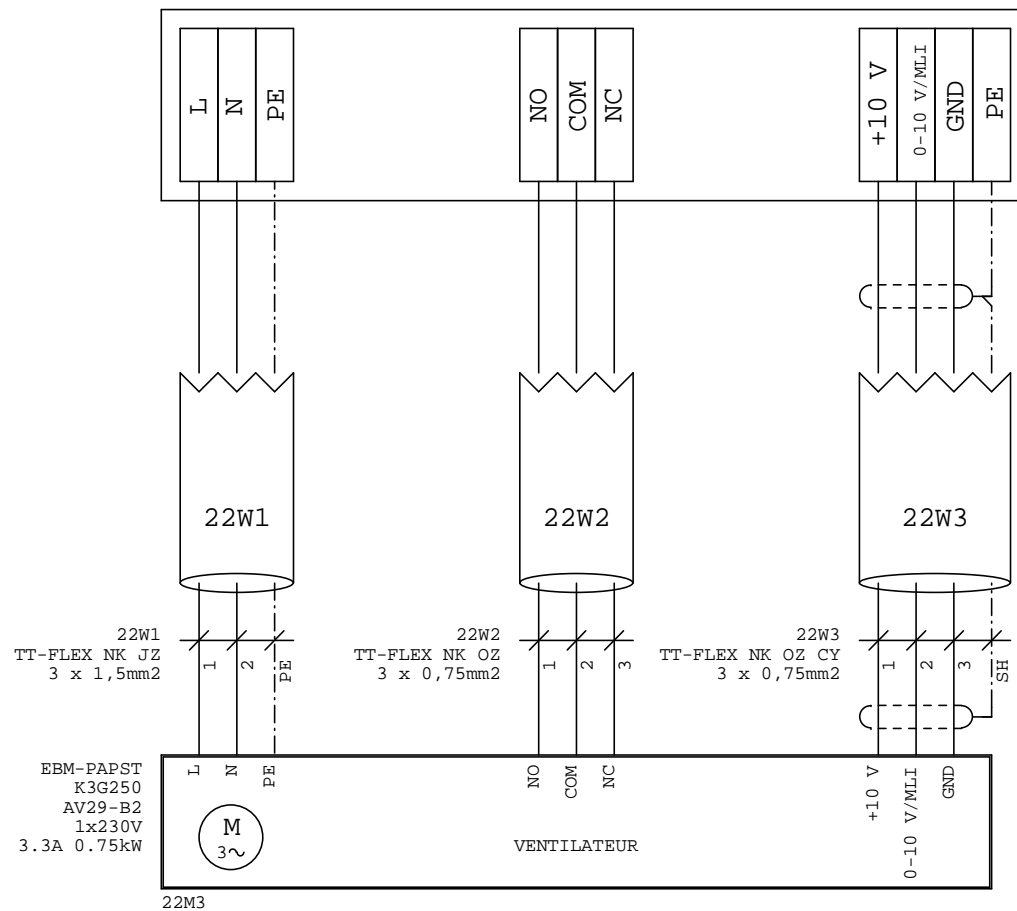 L
N
PE
NO
COM
NC
+10 V
0-10 V/MLI
GND
PE
22W1
22W2
22W3
22W1
TT-FLEX NK JZ
3 x 1,5mm2
1
2
PE
22W2
TT-FLEX NK OZ
3 x 0,75mm2
1
2
3
22W3
TT-FLEX NK OZ CY
3 x 0,75mm2
1
2
3
SH
EBM-PAPST
K3G250
AV29-B2
1x230V
3.3A 0.75kW
L
N
PE
NO
COM
NC
+10 V
0-10 V/MLI
GND
M
3~
VENTILATEUR
22M3